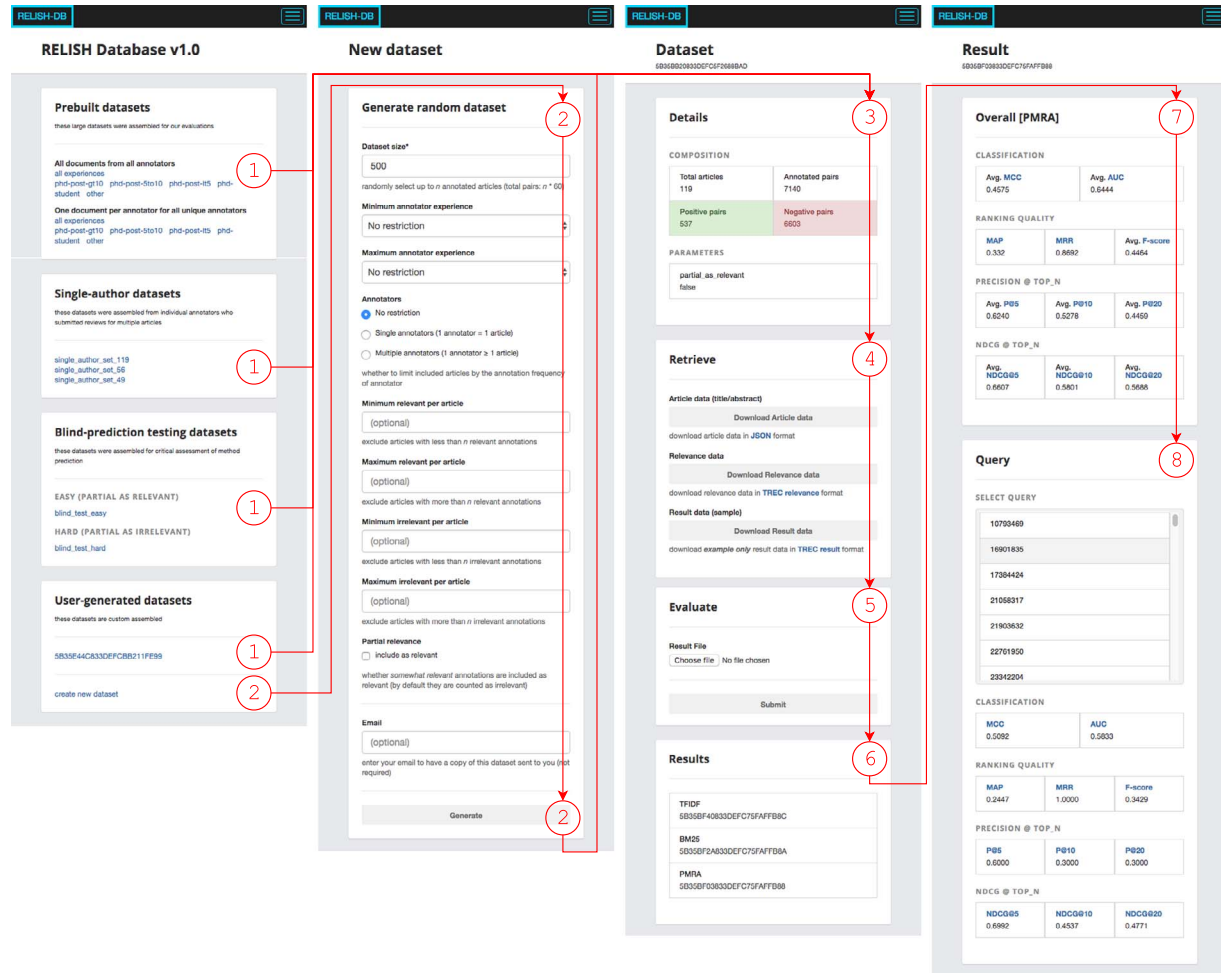 RELISH-DB
RELISH Database v1.0
Prebuilt datasets
these large datasets were assembled for our evaluations
All documents from all annotators
all experiences
phd-post-gt10 phd-post-5to10 phd-post-lt5 phd-
student other
One document per annotator for all unique annotators
all experiences
phd-post-gt10 phd-post-5to10 phd-post-lt5 phd-
student other
1
Single-author datasets
these datasets were assembled from individual annotators who
submitted reviews for multiple articles
single_author_set_119
single_author_set_56
single_author_set_49
1
Blind-prediction testing datasets
these datasets were assembled for critical assessment of method
prediction
EASY (PARTIAL AS RELEVANT)
blind_test_easy
HARD (PARTIAL AS IRRELEVANT)
blind_test_hard
1
User-generated datasets
these datasets are custom assembled
5B35E44C833DEFCBB211FE99
1
create new dataset
2
RELISH-DB
New dataset
Generate random dataset
2
Dataset size*
500
randomly select up to n annotated articles (total pairs: n * 60)
Minimum annotator experience
No restriction
Maximum annotator experience
No restriction
Annotators
No restriction
Single annotators (1 annotator = 1 article)
Multiple annotators (1 annotator ≥ 1 article)
whether to limit included articles by the annotation frequency
of annotator
Minimum relevant per article
(optional)
exclude articles with less than n relevant annotations
Maximum relevant per article
(optional)
exclude articles with more than n relevant annotations
Minimum irrelevant per article
(optional)
exclude articles with less than n irrelevant annotations
Maximum irrelevant per article
(optional)
exclude articles with more than n irrelevant annotations
Partial relevance
include as relevant
whether somewhat relevant annotations are included as
relevant (by default they are counted as irrelevant)
Email
(optional)
enter your email to have a copy of this dataset sent to you (not
required)
Generate
2
RELISH-DB
Dataset
5B35B020833DEFC5F2689BAD
Details
3
COMPOSITION
Total articles
119
Annotated pairs
7140
Positive pairs
537
Negative pairs
6603
PARAMETERS
partial_as_relevant
false
Retrieve
4
Article data (title/abstract)
Download Article data
download article data in JSON format
Relevance data
Download Relevance data
download relevance data in TREC relevance format
Result data (sample)
Download Result data
download example only result data in TREC result format
Evaluate
5
Result File
Choose file No file chosen
Submit
Results
6
TFIDF
5B35BF40833DEFC75FAFFB8C
BM25
5B35BF2A833DEFC75FAFFB8A
PMRA
5B35BF03833DEFC75FAFFB88
RELISH-DB
Result
5B35BF03833DEFC75FAFFB88
Overall [PMRA]
7
CLASSIFICATION
Avg. MCC
0.4575
Avg. AUC
0.6444
RANKING QUALITY
MAP
0.332
MRR
0.8692
Avg. F-score
0.4464
PRECISION @ TOP_N
Avg. P@5
0.6240
Avg. P@10
0.5278
Avg. P@20
0.4459
NDCG @ TOP_N
Avg.
NDCG@5
0.6607
Avg.
NDCG@10
0.5801
Avg.
NDCG@20
0.5688
Query
8
SELECT QUERY
10793469
16901835
17384424
21058317
21903632
22761950
23342204
CLASSIFICATION
MCC
0.5092
AUC
0.5833
RANKING QUALITY
MAP
0.2447
MRR
1.0000
F-score
0.3429
PRECISION @ TOP_N
P@5
0.6000
P@10
0.3000
P@20
0.3000
NDCG @ TOP_N
NDCG@5
0.6992
NDCG@10
0.4537
NDCG@20
0.4771